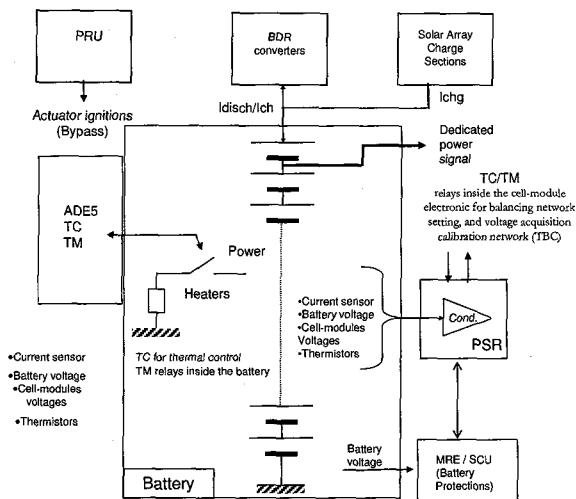 PRU
BDR
converters
Solar Array
Charge
Sections
Actuator ignitions
(Bypass)
Idisch/Ich
Ichg
Dedicated
power
signal
TC/TM
relays inside the cell-module
electronic for balancing network
setting, and voltage acquisition
calibration network (TBC)
ADE5
TC
TM
Power
Heaters
•Current sensor
•Battery voltage
•Cell-modules
Voltages
•Thermistors
Cond.
PSR
TC for thermal control
TM relays inside the battery
•Current sensor
•Battery voltage
•Cell-modules
voltages
•Thermistors
Battery
voltage
MRE / SCU
(Battery
Protections)
Battery